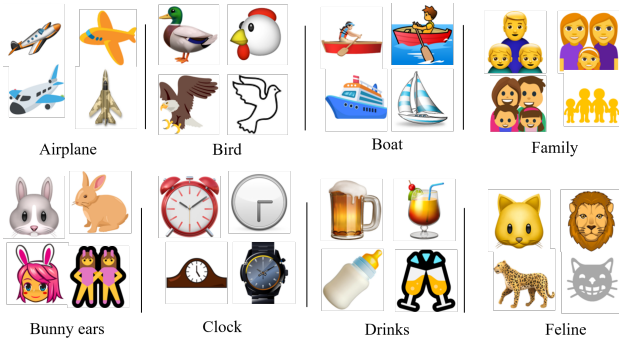 Airplane
Bird
Boat
Family
Bunny ears
Clock
Drinks
Feline